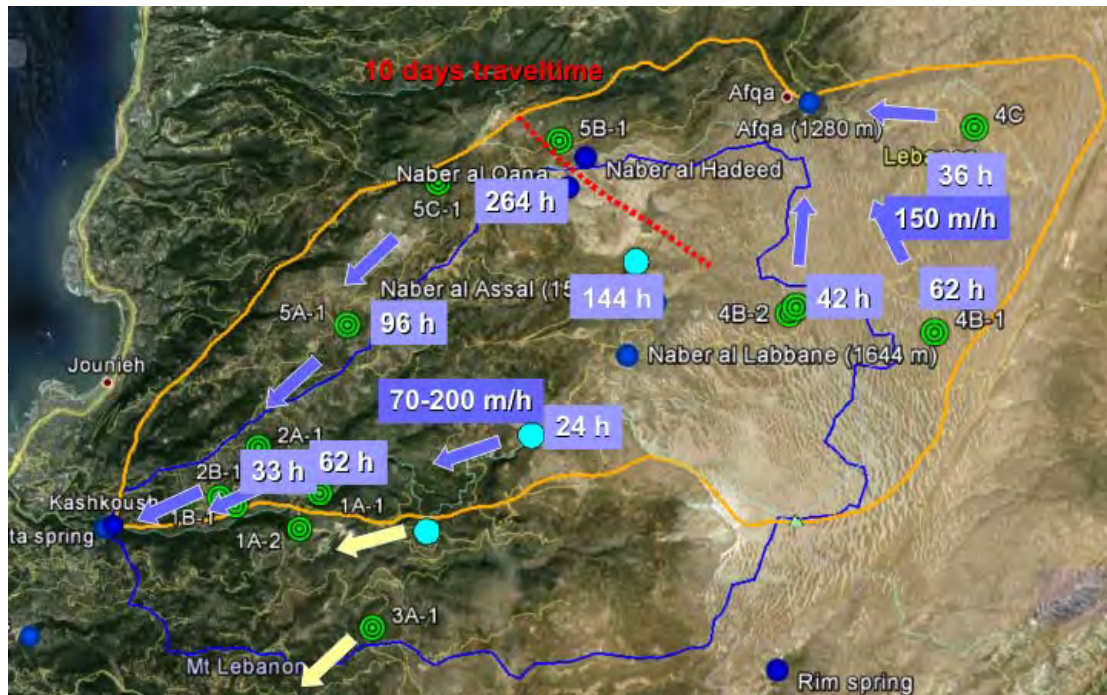 10 days traveltime
Afqa
Afqa (1280 m)
4C
5B-1
Naber al Hadeed
Naber al Qana
5C-1
264 h
36 h
150 m/h
Naber al Assal (15
144 h
42 h
62 h
4B-2
4B-1
5A-1
96 h
Naber al Labbane (1644 m)
Jounieh
70-200 m/h
24 h
2A-1
62 h
2B-1
33 h
Kashkoush
1B-1
1A-1
ta spring
1A-2
3A-1
Mt Lebanon
Rim spring